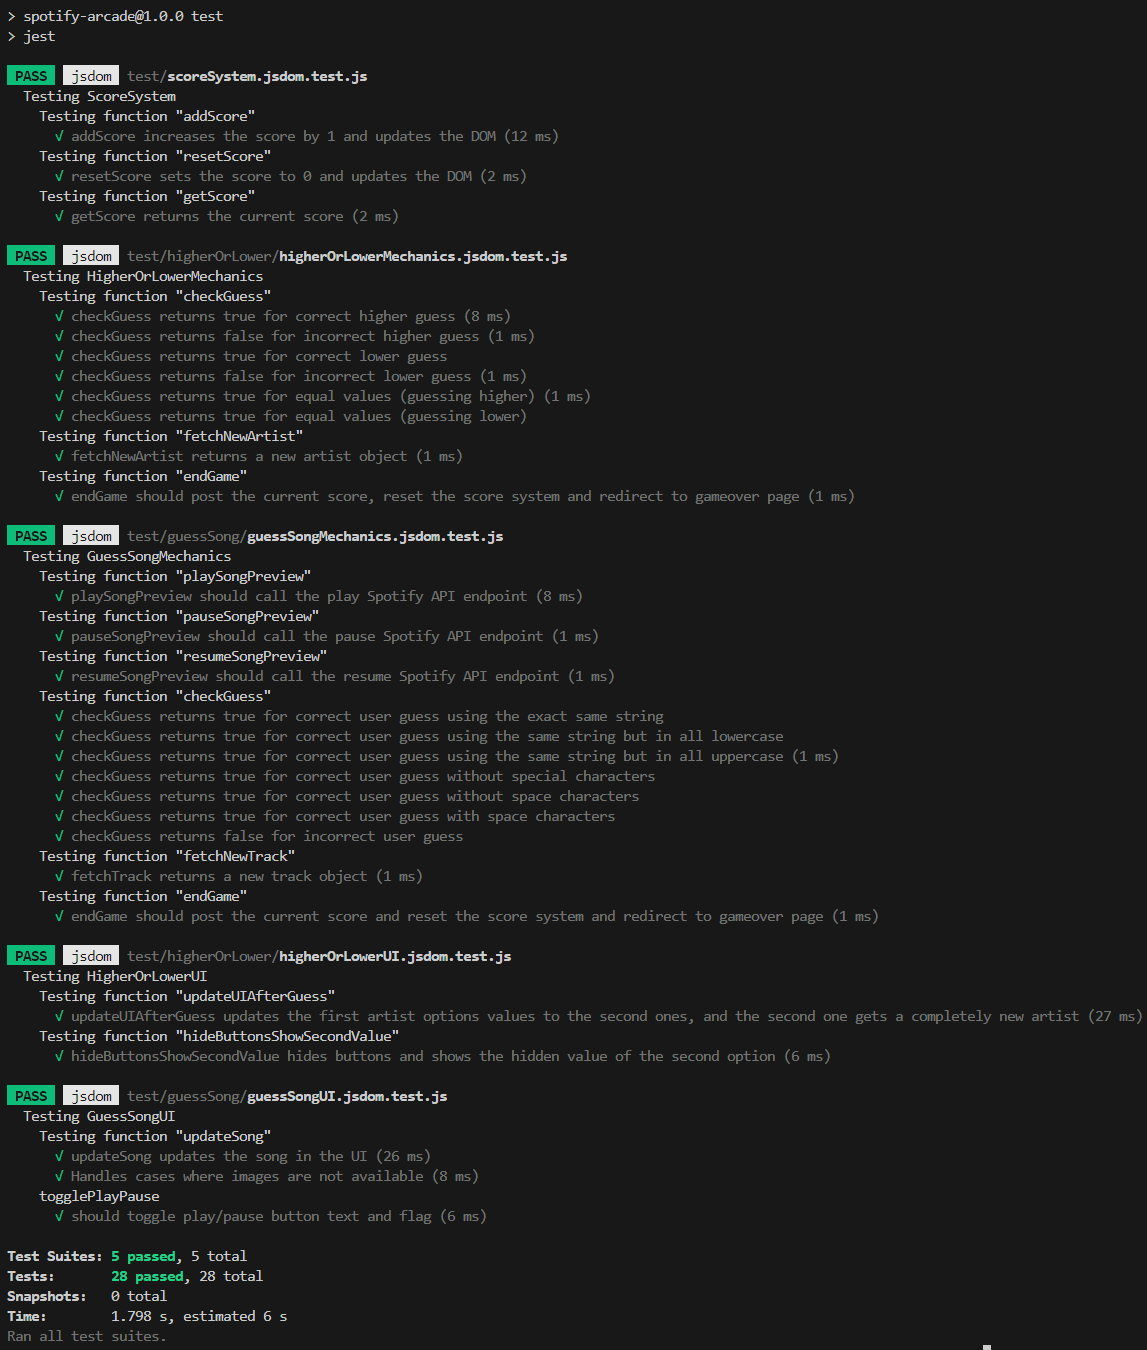 > spotify-arcade@1.0.0 test
> jest
PASS jsdom test/scoreSystem.jsdom.test.js
Testing ScoreSystem
Testing function "addScore"
√ addScore increases the score by 1 and updates the DOM (12 ms)
Testing function "resetScore"
√ resetScore sets the score to 0 and updates the DOM (2 ms)
Testing function "getScore"
√ getScore returns the current score (2 ms)
PASS jsdom test/higherOrLower/higherOrLowerMechanics.jsdom.test.js
Testing HigherOrLowerMechanics
Testing function "checkGuess"
√ checkGuess returns true for correct higher guess (8 ms)
√ checkGuess returns false for incorrect higher guess (1 ms)
√ checkGuess returns true for correct lower guess
√ checkGuess returns false for incorrect lower guess (1 ms)
√ checkGuess returns true for equal values (guessing higher) (1 ms)
√ checkGuess returns true for equal values (guessing lower)
Testing function "fetchNewArtist"
√ fetchNewArtist returns a new artist object (1 ms)
Testing function "endGame"
√ endGame should post the current score, reset the score system and redirect to gameover page (1 ms)
PASS jsdom test/guessSong/guessSongMechanics.jsdom.test.js
Testing GuessSongMechanics
Testing function "playSongPreview"
√ playSongPreview should call the play Spotify API endpoint (8 ms)
Testing function "pauseSongPreview"
√ pauseSongPreview should call the pause Spotify API endpoint (1 ms)
Testing function "resumeSongPreview"
√ resumeSongPreview should call the resume Spotify API endpoint (1 ms)
Testing function "checkGuess"
√ checkGuess returns true for correct user guess using the exact same string
√ checkGuess returns true for correct user guess using the same string but in all lowercase
√ checkGuess returns true for correct user guess using the same string but in all uppercase (1 ms)
√ checkGuess returns true for correct user guess without special characters
√ checkGuess returns true for correct user guess without space characters
√ checkGuess returns true for correct user guess with space characters
√ checkGuess returns false for incorrect user guess
Testing function "fetchNewTrack"
√ fetchTrack returns a new track object (1 ms)
Testing function "endGame"
√ endGame should post the current score and reset the score system and redirect to gameover page (1 ms)
PASS jsdom test/higherOrLower/higherOrLowerUI.jsdom.test.js
Testing HigherOrLowerUI
Testing function "updateUIAfterGuess"
√ updateUIAfterGuess updates the first artist options values to the second ones, and the second one gets a completely new artist (27 ms)
Testing function "hideButtonsShowSecondValue"
√ hideButtonsShowSecondValue hides buttons and shows the hidden value of the second option (6 ms)
PASS jsdom test/guessSong/guessSongUI.jsdom.test.js
Testing GuessSongUI
Testing function "updateSong"
√ updateSong updates the song in the UI (26 ms)
√ Handles cases where images are not available (8 ms)
togglePlayPause
√ should toggle play/pause button text and flag (6 ms)
Test Suites: 5 passed, 5 total
Tests: 28 passed, 28 total
Snapshots: 0 total
Time: 1.798 s, estimated 6 s
Ran all test suites.